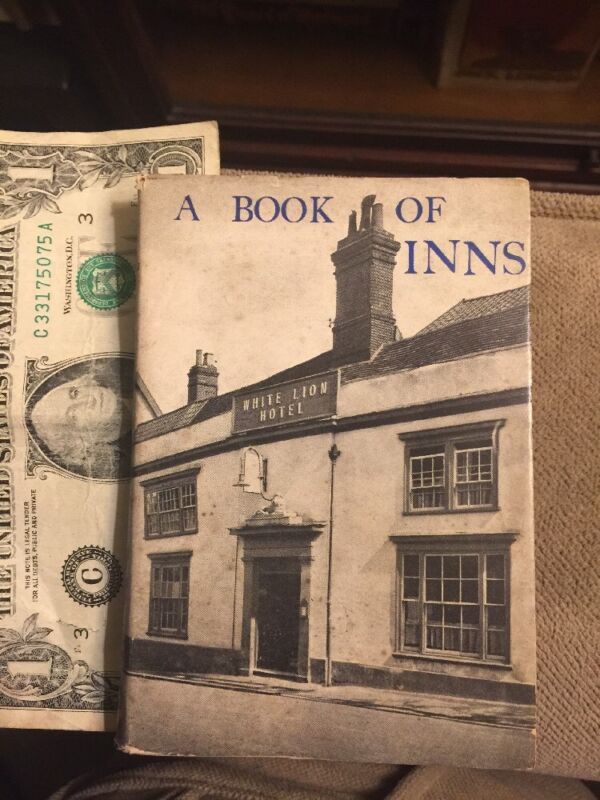 A BOOK OF
INNS
WHITE LION
HOTEL
THE UNITED STATES OF AMERICA
THIS NOTE IS LEGAL TENDER
FOR ALL DEBTS, PUBLIC AND PRIVATE
C 33175075 A
WASHINGTON, D.C.
3
C
3
1
1